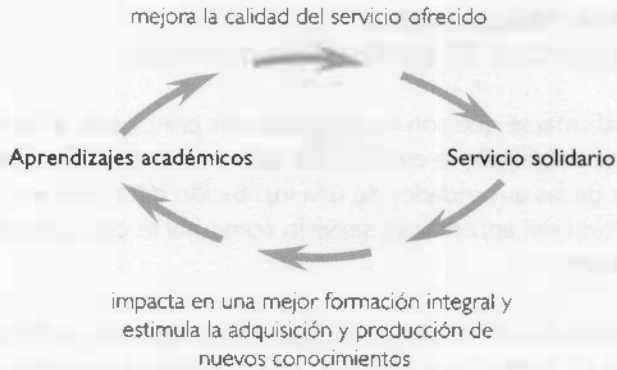 mejora la calidad del servicio ofrecido
Aprendizajes académicos
Servicio solidario
impacta en una mejor formación integral y
estimula la adquisición y producción de
nuevos conocimientos